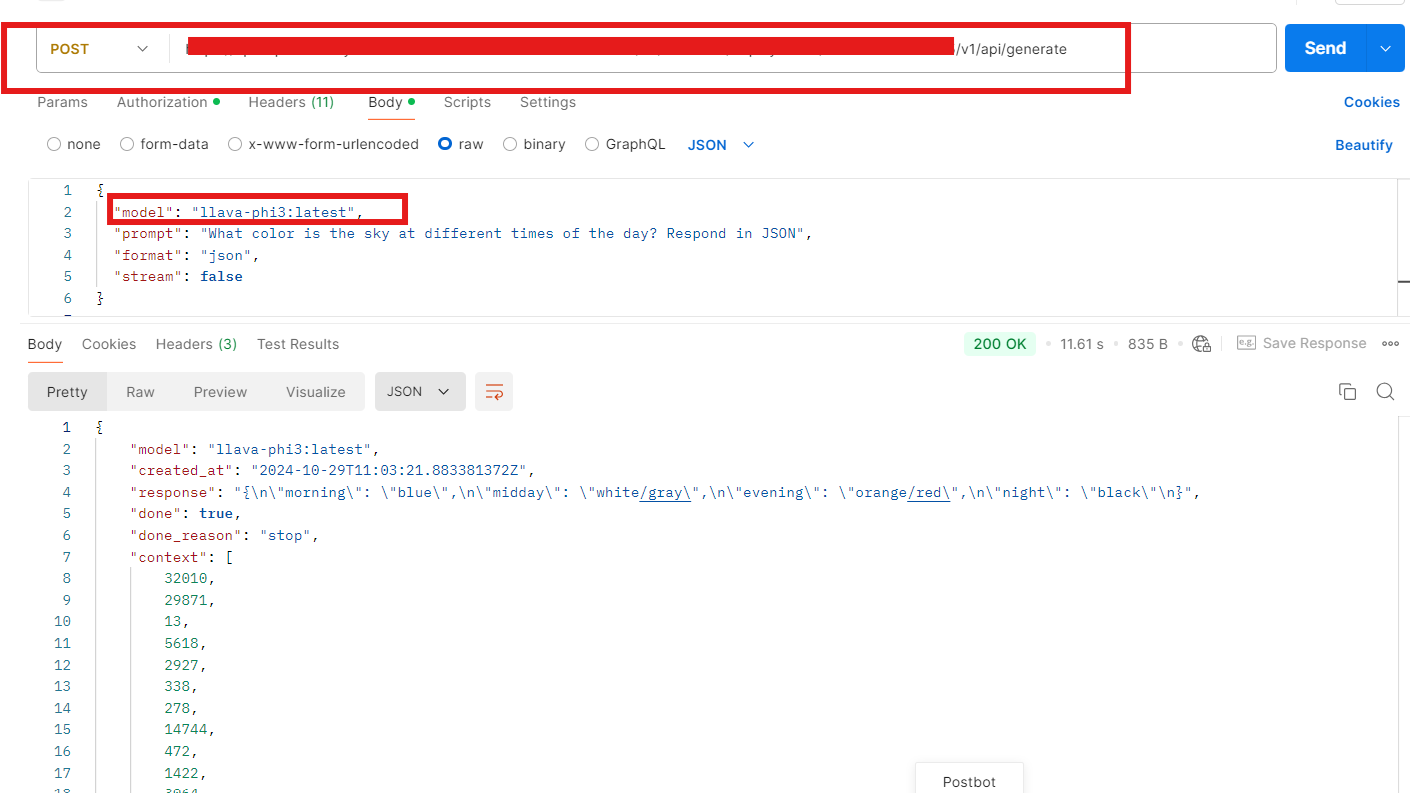 POST /v1/api/generate Send
Params Authorization Headers (11) Body Scripts Settings Cookies
none form-data x-www-form-urlencoded raw binary GraphQL JSON Beautify
1 {
2 "model": "llava-phi3:latest",
3 "prompt": "What color is the sky at different times of the day? Respond in JSON",
4 "format": "json",
5 "stream": false
6 }
Body Cookies Headers (3) Test Results 200 OK 11.61 s 835 B e.g. Save Response
Pretty Raw Preview Visualize JSON
1 {
2 "model": "llava-phi3:latest",
3 "created_at": "2024-10-29T11:03:21.883381372Z",
4 "response": "{\n\"morning\": \"blue\",\n\"midday\": \"white/gray\",\n\"evening\": \"orange/red\",\n\"night\": \"black\"\n}",
5 "done": true,
6 "done_reason": "stop",
7 "context": [
8 32010,
9 29871,
10 13,
11 5618,
12 2927,
13 338,
14 278,
15 14744,
16 472,
17 1422,
Postbot